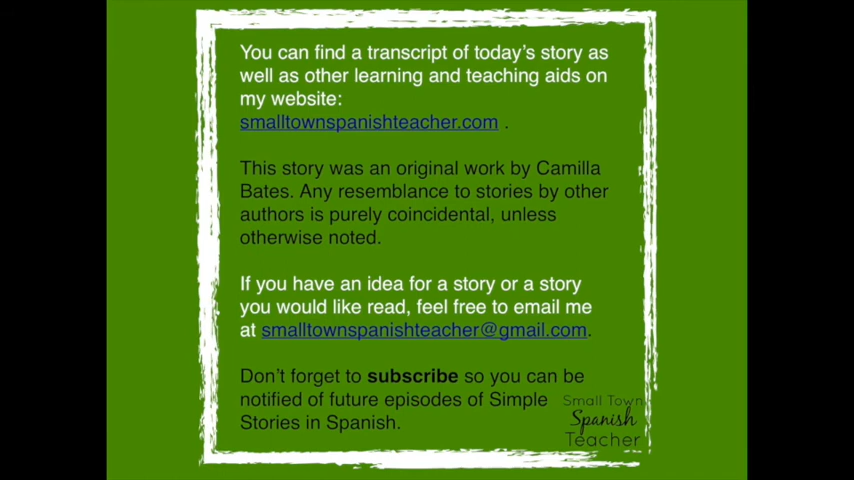 You can find a transcript of today's story as
well as other learning and teaching aids on
my website:
smalltownspanishteacher.com .
This story was an original work by Camilla
Bates. Any resemblance to stories by other
authors is purely coincidental, unless
otherwise noted.
If you have an idea for a story or a story
you would like read, feel free to email me
at smalltownspanishteacher@gmail.com.
Don't forget to subscribe so you can be
notified of future episodes of Simple
Stories in Spanish.
Small Town
Spanish
Teacher